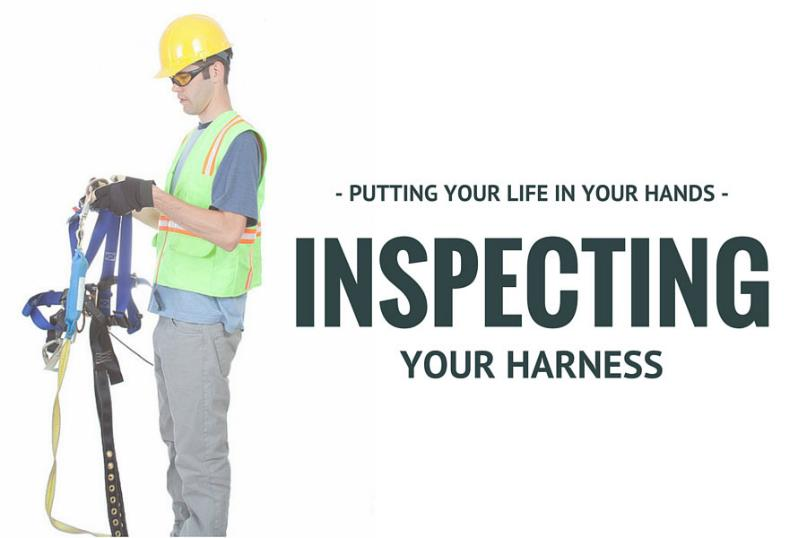 - PUTTING YOUR LIFE IN YOUR HANDS -
INSPECTING
YOUR HARNESS